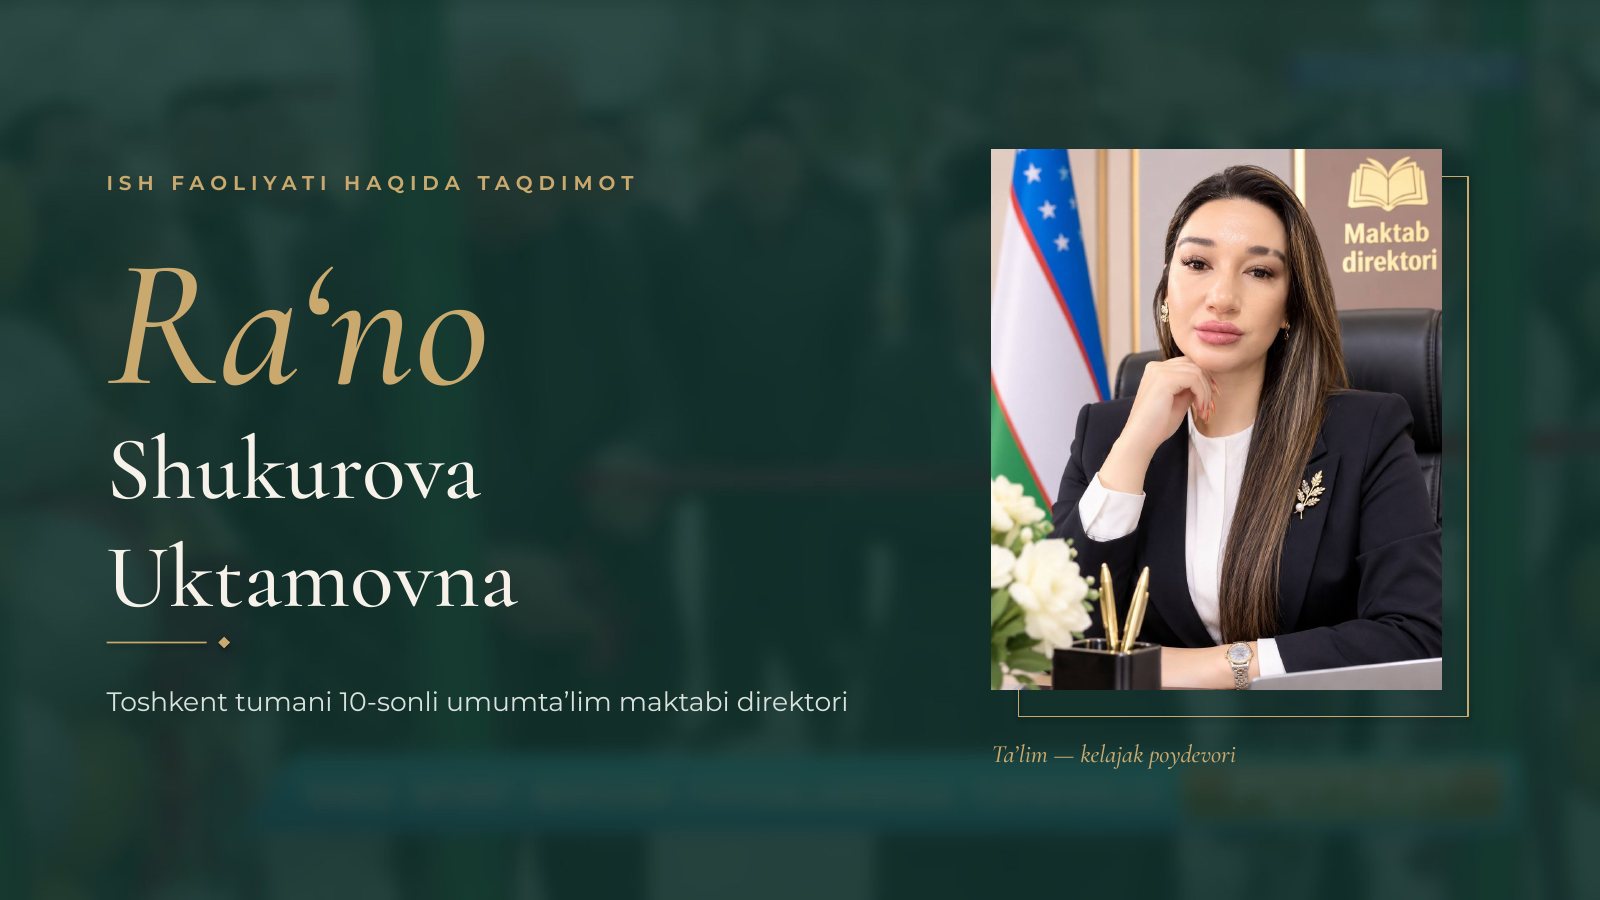 ISH FAOLIYATI HAQIDA TAQDIMOT
Ra‘no
Shukurova
Uktamovna
Toshkent tumani 10-sonli umumta’lim maktabi direktori
Maktab
direktori
Ta’lim — kelajak poydevori